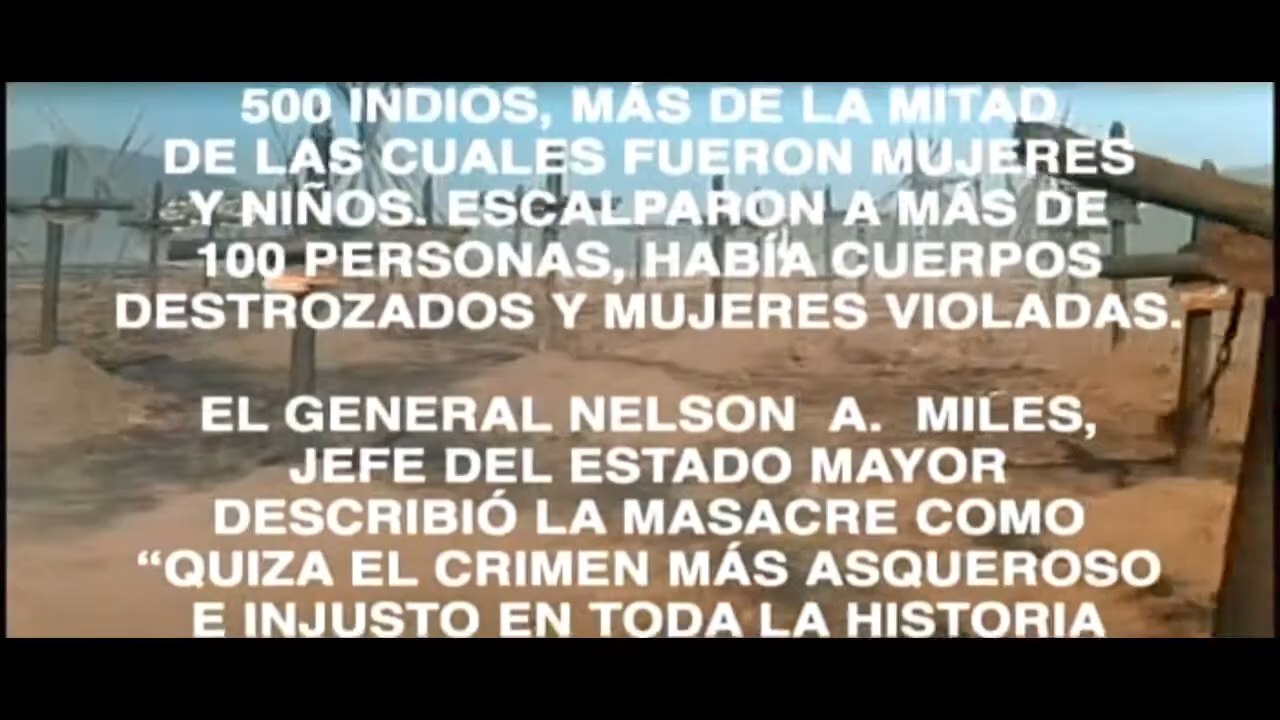 500 INDIOS, MÁS DE LA MITAD
DE LAS CUALES FUERON MUJERES
Y NIÑOS. ESCALPARON A MÁS DE
100 PERSONAS, HABÍA CUERPOS
DESTROZADOS Y MUJERES VIOLADAS.
EL GENERAL NELSON A. MILES,
JEFE DEL ESTADO MAYOR
DESCRIBIÓ LA MASACRE COMO
“QUIZA EL CRIMEN MÁS ASQUEROSO
E INJUSTO EN TODA LA HISTORIA